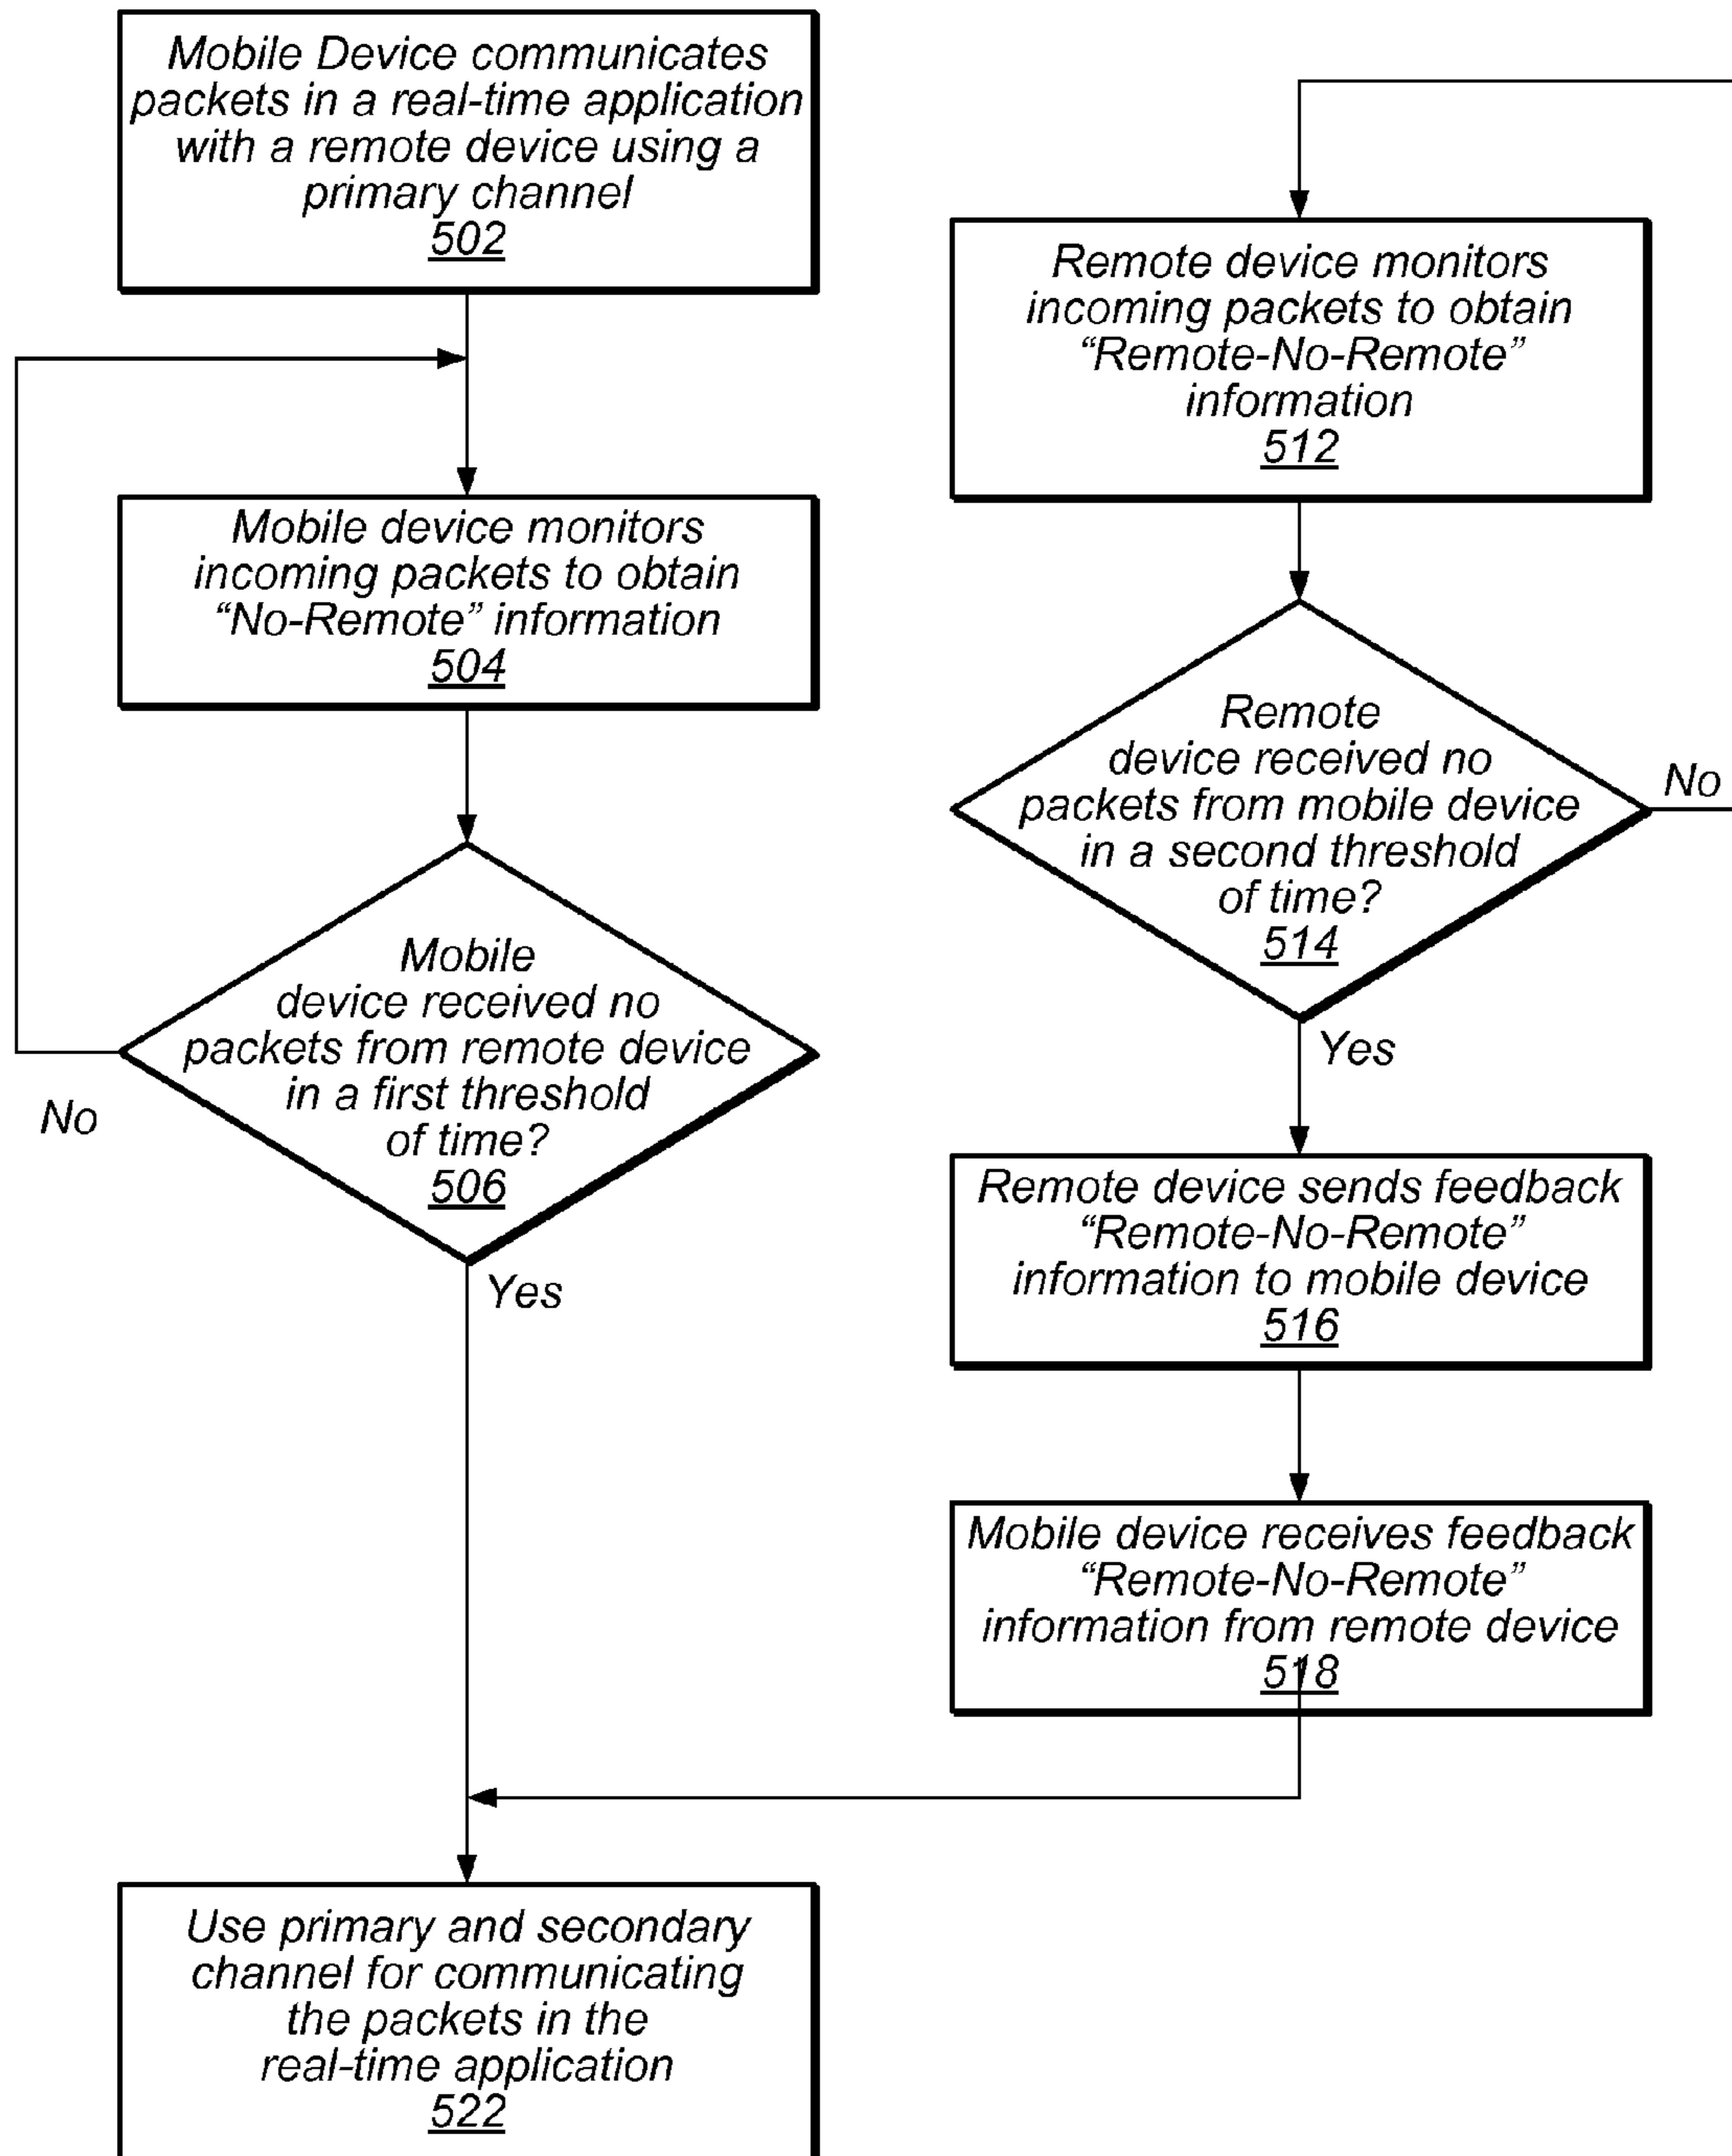 Mobile Device communicates
packets in a real-time application
with a remote device using a
primary channel
502
Mobile device monitors
incoming packets to obtain
“No-Remote” information
504
Mobile
device received no
packets from remote device
in a first threshold
of time?
506
No
Yes
Remote device monitors
incoming packets to obtain
“Remote-No-Remote”
information
512
Remote
device received no
packets from mobile device
in a second threshold
of time?
514
No
Yes
Remote device sends feedback
“Remote-No-Remote”
information to mobile device
516
Mobile device receives feedback
“Remote-No-Remote”
information from remote device
518
Use primary and secondary
channel for communicating
the packets in the
real-time application
522